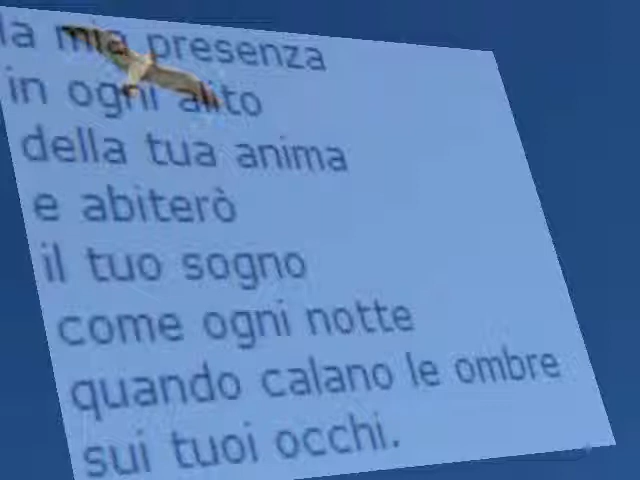 la mia presenza
in ogni alito
della tua anima
e abiterò
il tuo sogno
come ogni notte
quando calano le ombre
sui tuoi occhi.